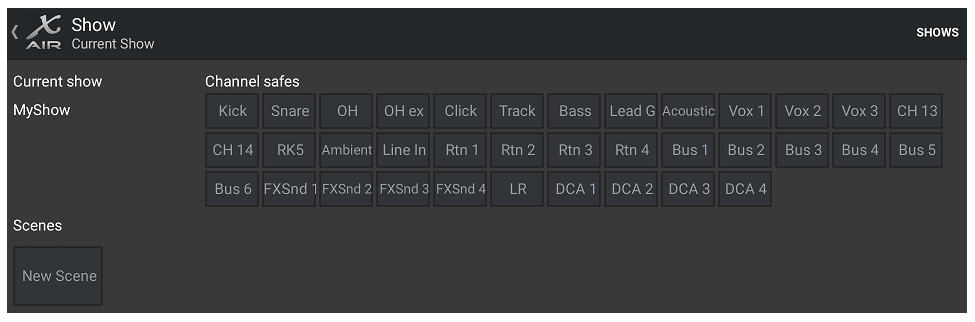 Show
X AIR Current Show SHOWS
Current show Channel safes
MyShow Kick Snare OH OH ex Click Track Bass Lead G Acoustic Vox 1 Vox 2 Vox 3 CH 13
CH 14 RK5 Ambient Line In Rtn 1 Rtn 2 Rtn 3 Rtn 4 Bus 1 Bus 2 Bus 3 Bus 4 Bus 5
Bus 6 FXSnd 1 FXSnd 2 FXSnd 3 FXSnd 4 LR DCA 1 DCA 2 DCA 3 DCA 4
Scenes
New Scene